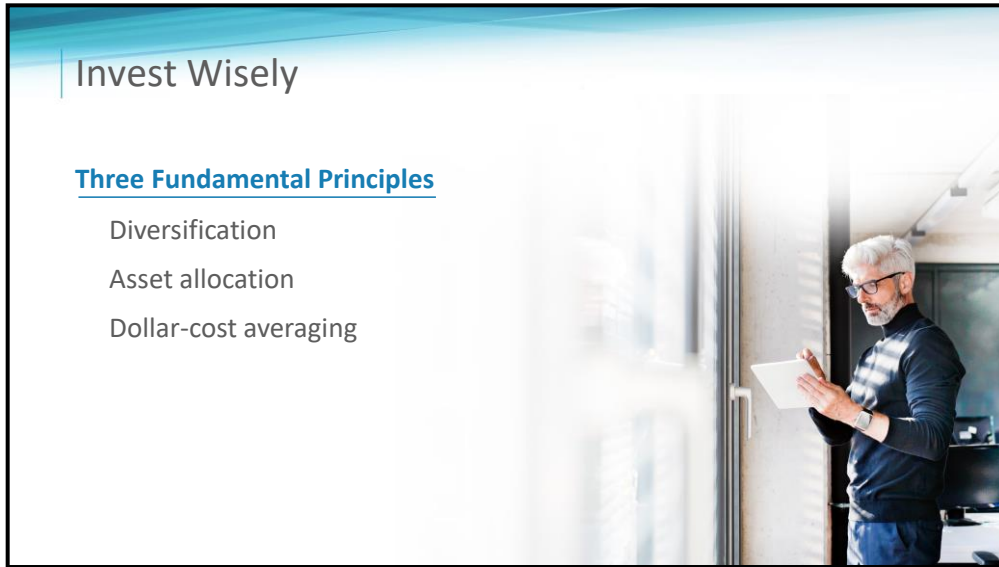 Invest Wisely
Three Fundamental Principles
Diversification
Asset allocation
Dollar-cost averaging